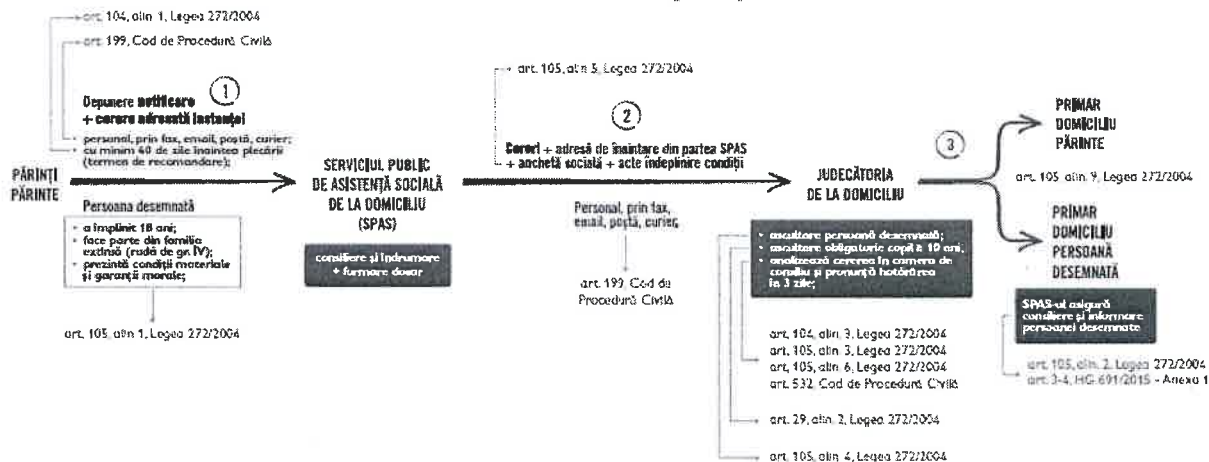 art. 104, alin 1, Legea 272/2004
art. 199, Cod de Procedură Civilă
1
Depunere notificare
+ cerere adresată instanței
• personal, prin fax, email, poștă, curier;
• cu minim 40 de zile înaintea plecării
(termen de recomandare);
PĂRINȚI
PĂRINTE
Persoana desemnată
• a împlinit 18 ani;
• face parte din familia
extinsă (rudă de gr. IV);
• prezintă condiții materiale
și garanții morale;
art. 105, alin 1, Legea 272/2004
SERVICIUL PUBLIC
DE ASISTENȚĂ SOCIALĂ
DE LA DOMICILIU
(SPAS)
consiliere și îndrumare
+ formare dosar
art. 105, alin 5, Legea 272/2004
2
Cereri + adresă de înaintare din partea SPAS
+ anchetă socială + acte îndeplinire condiții
Personal, prin fax,
email, poștă, curier,
art. 199, Cod de
Procedură Civilă
JUDECĂTORIA
DE LA DOMICILIU
• ascultare persoană desemnată;
• ascultare obligatorie copil ≥ 10 ani;
• analizează cererea în camera de
consiliu și pronunță hotărârea
în 3 zile;
art. 104, alin. 3, Legea 272/2004
art. 105, alin. 3, Legea 272/2004
art. 105, alin. 6, Legea 272/2004
art. 532, Cod de Procedură Civilă
art. 29, alin. 2, Legea 272/2004
art. 105, alin. 4, Legea 272/2004
3
PRIMAR
DOMICILIU
PĂRINTE
art. 105, alin. 9, Legea 272/2004
PRIMAR
DOMICILIU
PERSOANĂ
DESEMNATĂ
SPAS-ul asigură
consiliere și informare
persoanei desemnate
art. 105, alin. 2, Legea 272/2004
art. 3-4, HG 691/2015 - Anexa 1